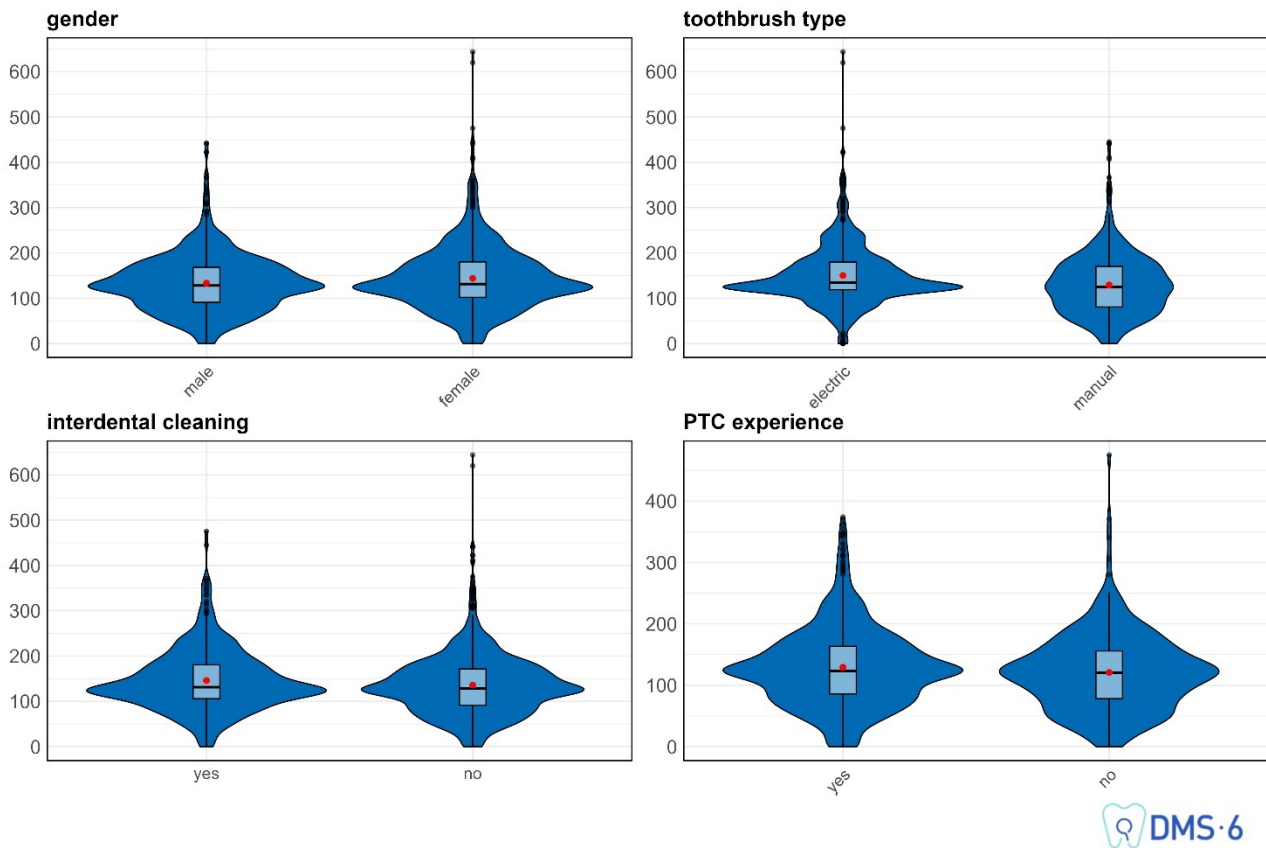 gender
600
500
400
300
200
100
0
male
female
toothbrush type
600
500
400
300
200
100
0
electric
manual
interdental cleaning
600
500
400
300
200
100
0
yes
no
PTC experience
400
300
200
100
0
yes
no
DMS·6